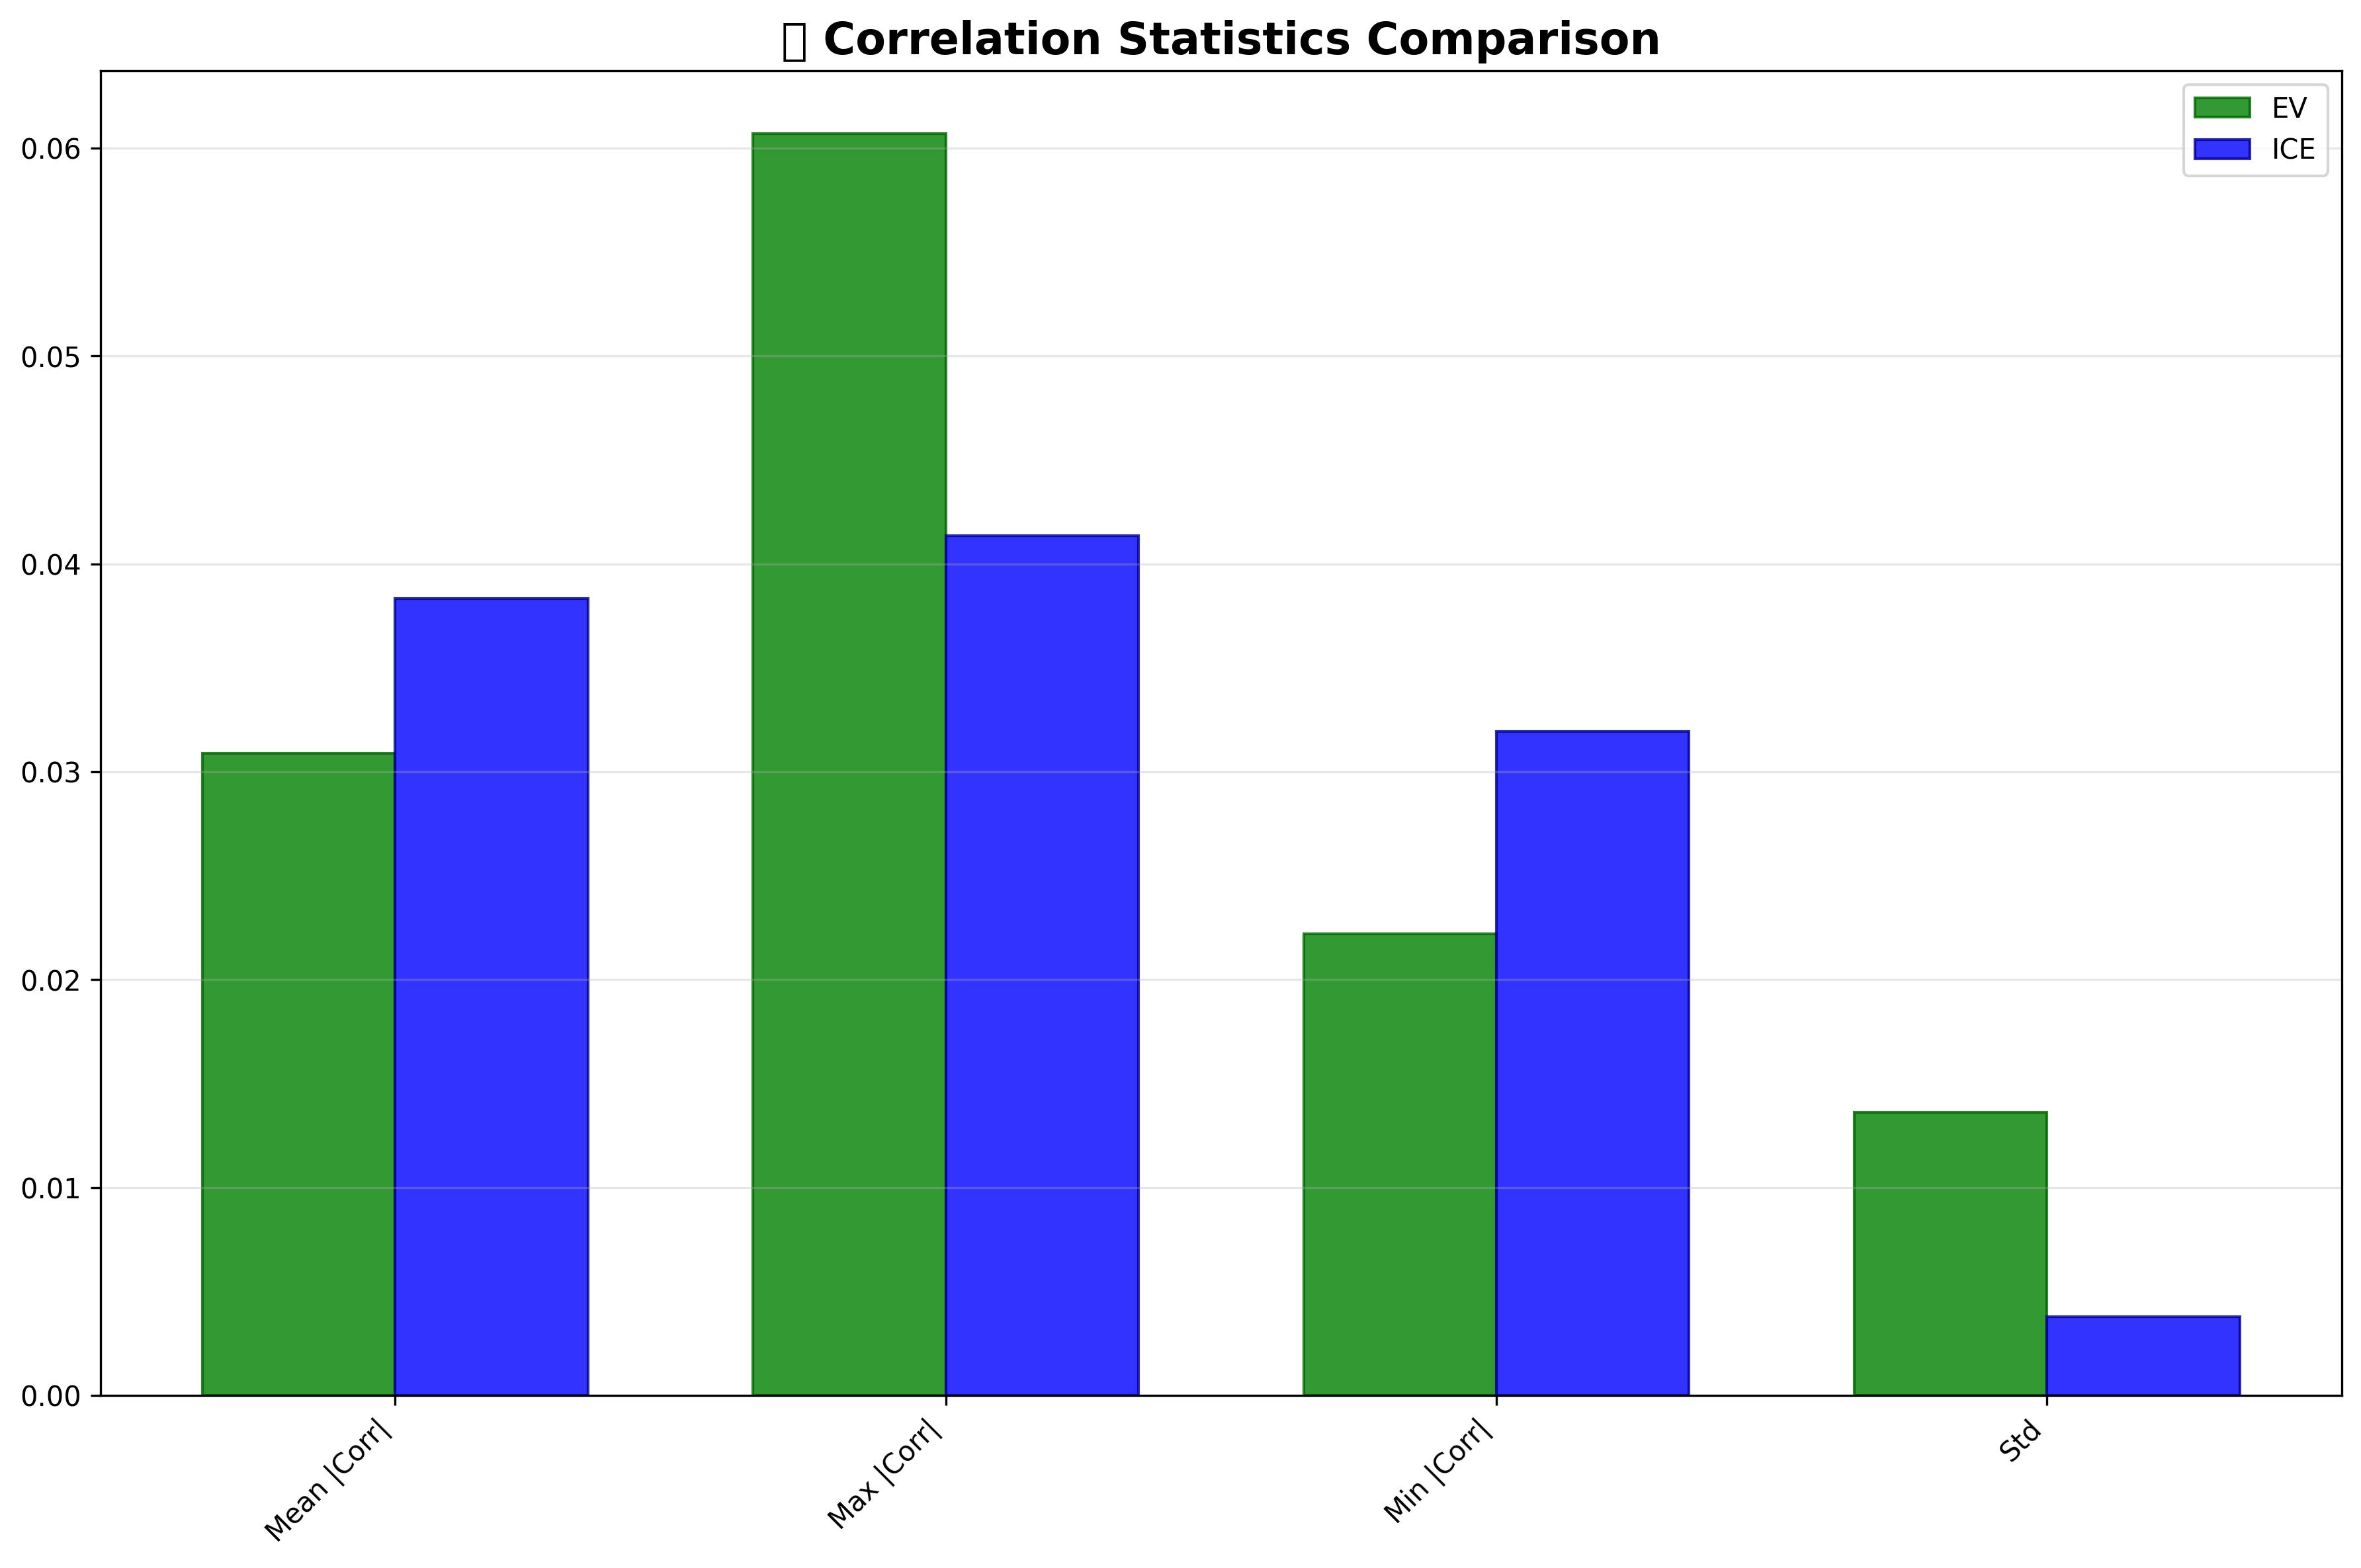 Correlation Statistics Comparison
EV
ICE
0.06
0.05
0.04
0.03
0.02
0.01
0.00
Mean |Corr|
Max |Corr|
Min |Corr|
Std